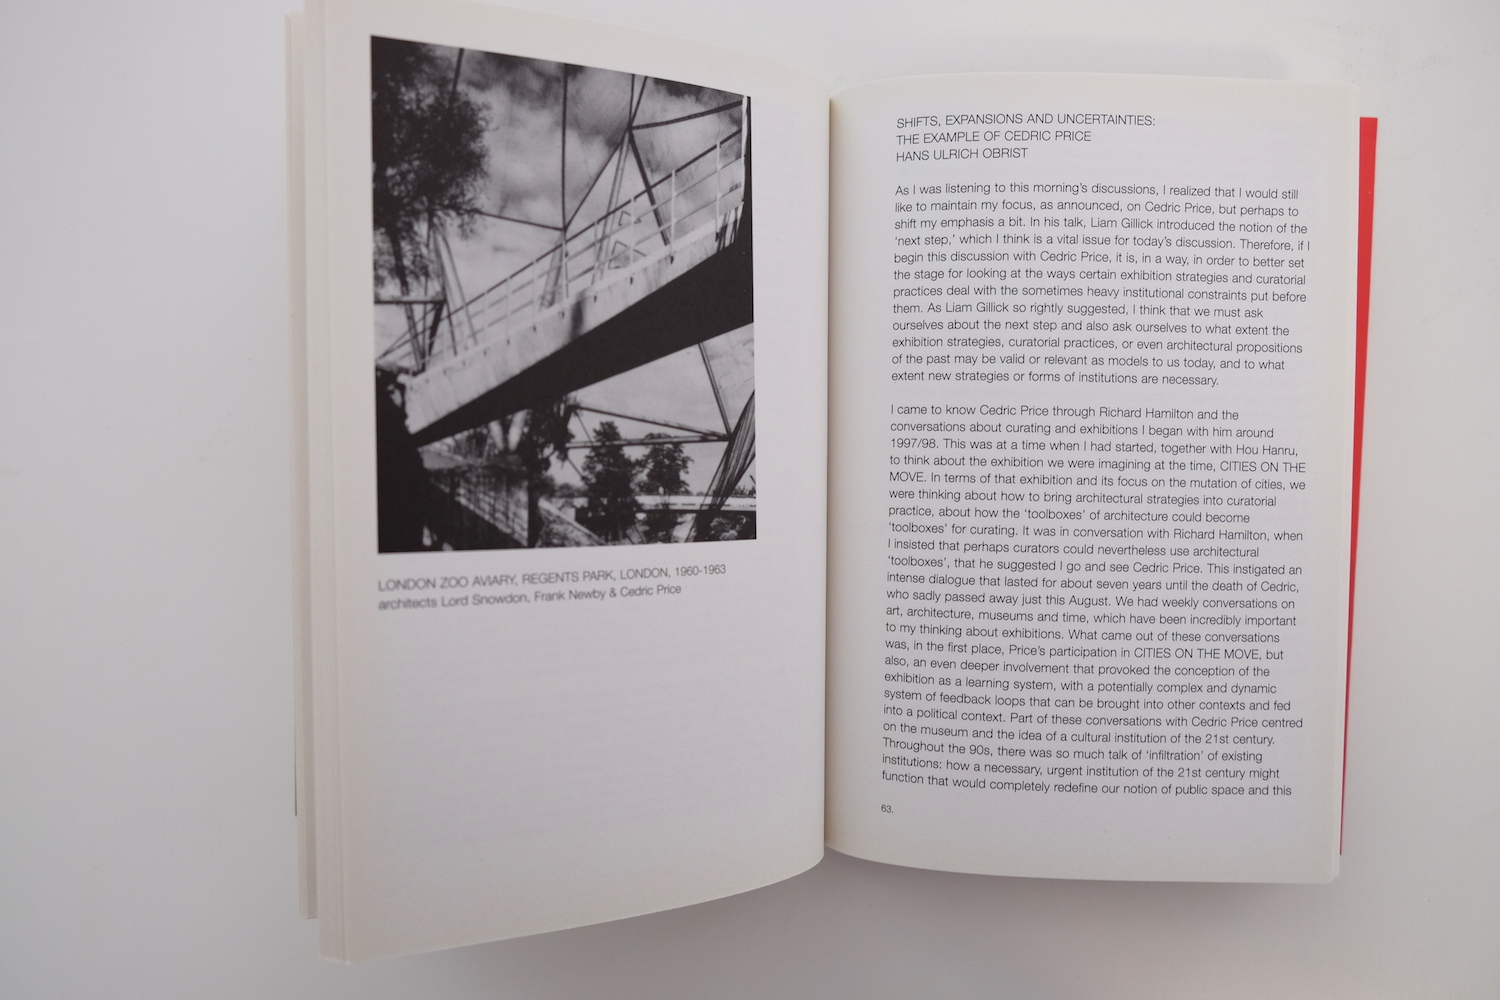 LONDON ZOO AVIARY, REGENTS PARK, LONDON, 1960-1963
architects Lord Snowdon, Frank Newby & Cedric Price
SHIFTS, EXPANSIONS AND UNCERTAINTIES:
THE EXAMPLE OF CEDRIC PRICE
HANS ULRICH OBRIST
As I was listening to this morning's discussions, I realized that I would still
like to maintain my focus, as announced, on Cedric Price, but perhaps to
shift my emphasis a bit. In his talk, Liam Gillick introduced the notion of the
'next step,' which I think is a vital issue for today's discussion. Therefore, if I
begin this discussion with Cedric Price, it is, in a way, in order to better set
the stage for looking at the ways certain exhibition strategies and curatorial
practices deal with the sometimes heavy institutional constraints put before
them. As Liam Gillick so rightly suggested, I think that we must ask
ourselves about the next step and also ask ourselves to what extent the
exhibition strategies, curatorial practices, or even architectural propositions
of the past may be valid or relevant as models to us today, and to what
extent new strategies or forms of institutions are necessary.
I came to know Cedric Price through Richard Hamilton and the
conversations about curating and exhibitions I began with him around
1997/98. This was at a time when I had started, together with Hou Hanru,
to think about the exhibition we were imagining at the time, CITIES ON THE
MOVE. In terms of that exhibition and its focus on the mutation of cities, we
were thinking about how to bring architectural strategies into curatorial
practice, about how the 'toolboxes' of architecture could become
'toolboxes' for curating. It was in conversation with Richard Hamilton, when
I insisted that perhaps curators could nevertheless use architectural
'toolboxes', that he suggested I go and see Cedric Price. This instigated an
intense dialogue that lasted for about seven years until the death of Cedric,
who sadly passed away just this August. We had weekly conversations on
art, architecture, museums and time, which have been incredibly important
to my thinking about exhibitions. What came out of these conversations
was, in the first place, Price's participation in CITIES ON THE MOVE, but
also, an even deeper involvement that provoked the conception of the
exhibition as a learning system, with a potentially complex and dynamic
system of feedback loops that can be brought into other contexts and fed
into a political context. Part of these conversations with Cedric Price centred
on the museum and the idea of a cultural institution of the 21st century.
Throughout the 90s, there was so much talk of 'infiltration' of existing
institutions: how a necessary, urgent institution of the 21st century might
function that would completely redefine our notion of public space and this
63.